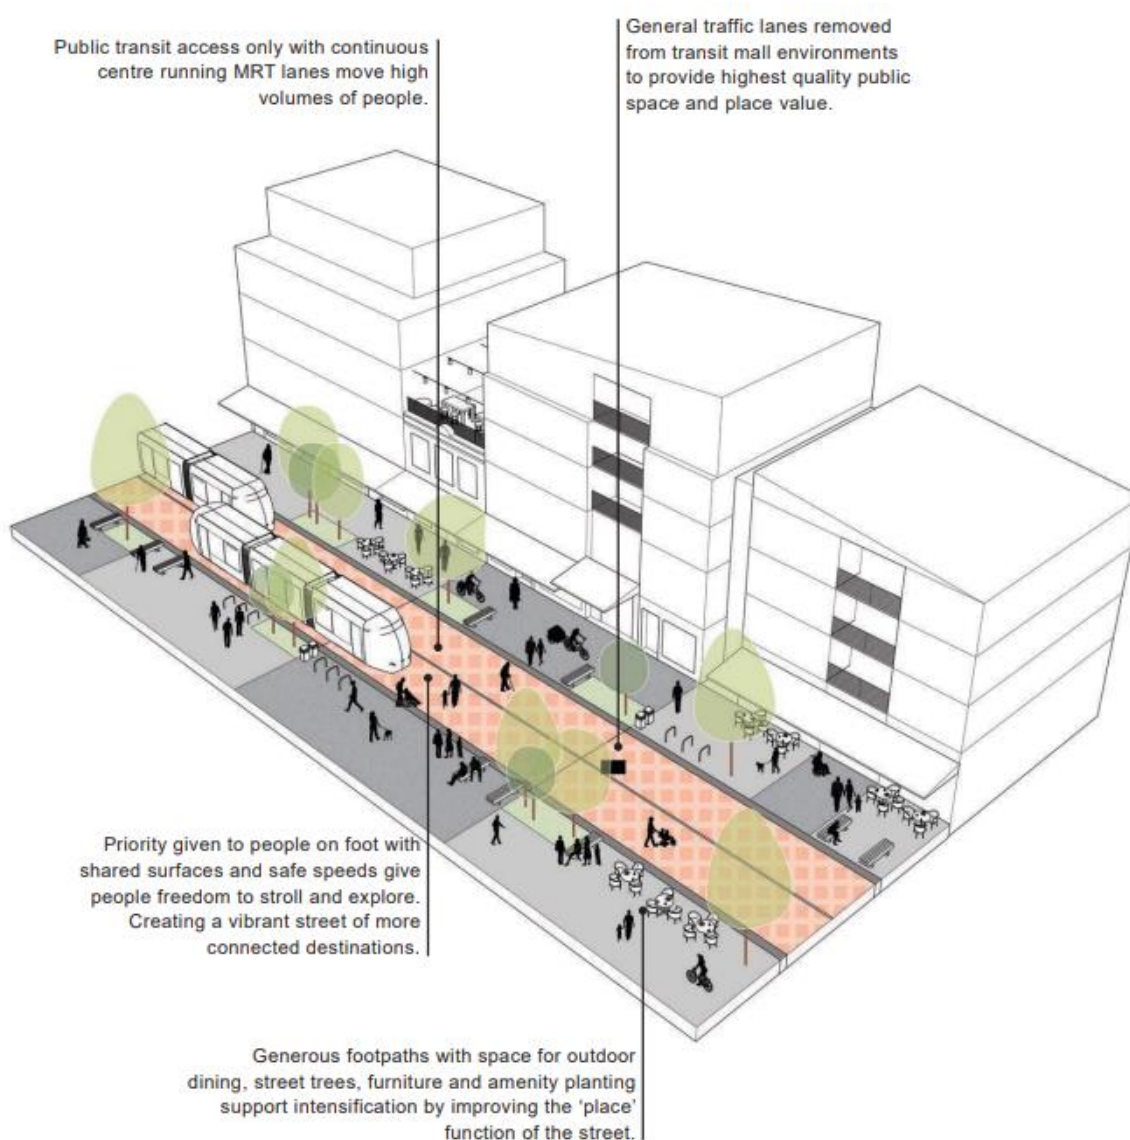 Public transit access only with continuous
centre running MRT lanes move high
volumes of people.
General traffic lanes removed
from transit mall environments
to provide highest quality public
space and place value.
Priority given to people on foot with
shared surfaces and safe speeds give
people freedom to stroll and explore.
Creating a vibrant street of more
connected destinations.
Generous footpaths with space for outdoor
dining, street trees, furniture and amenity planting
support intensification by improving the ‘place’
function of the street.